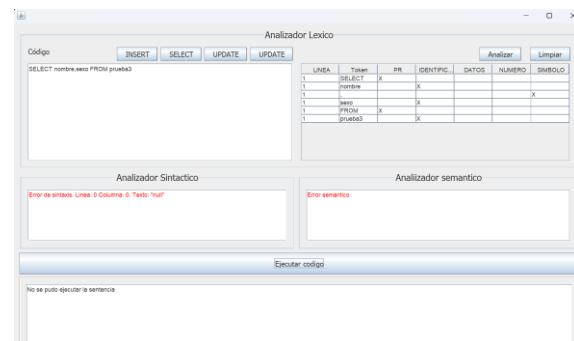 Analizador Lexico
Código INSERT SELECT UPDATE UPDATE Analizar Limpiar
SELECT nombre,sexo FROM prueba3
LINEA Token PR IDENTIFIC... DATOS NUMERO SIMBOLO
1 SELECT X
1 nombre X
1 , X
1 sexo X
1 FROM X
1 prueba3 X
Analizador Sintactico
Error de sintaxis. Linea: 0 Columna: 0, Texto: "null"
Analiizador semantico
Error semantico
Ejecutar codigo
No se pudo ejecutar la sentencia